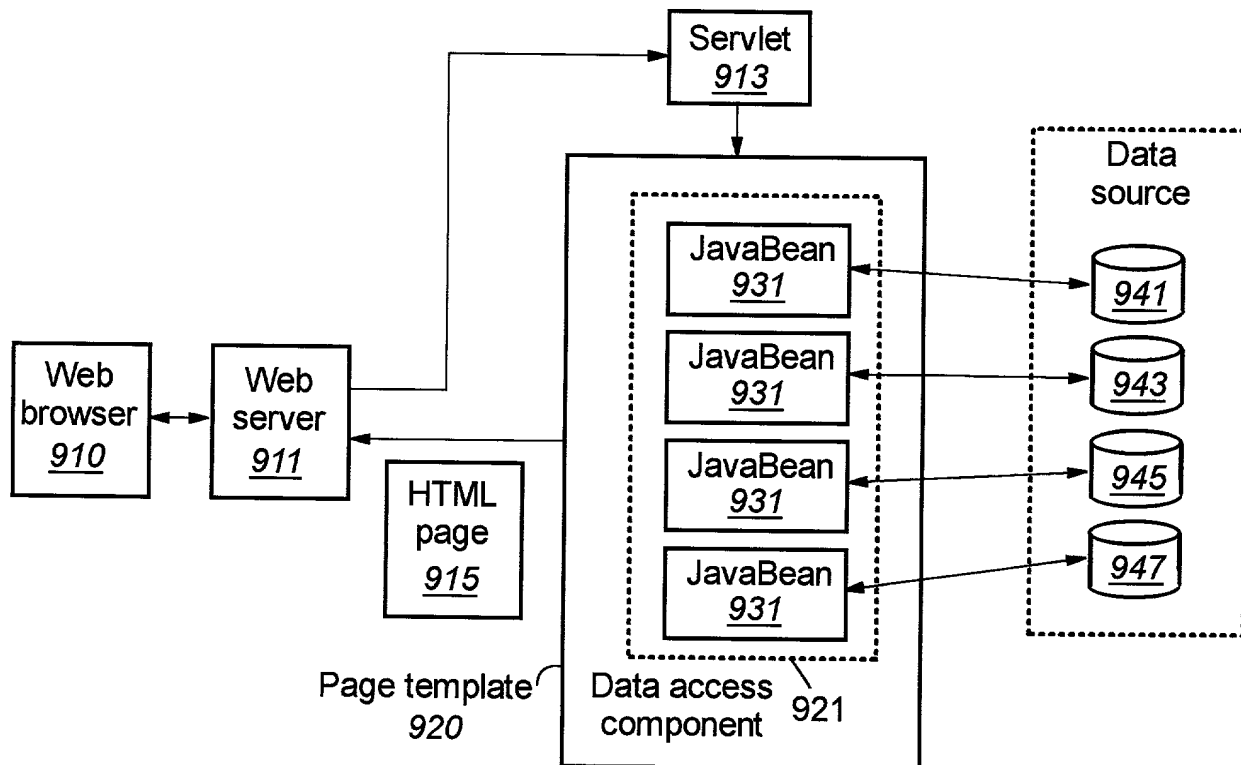 Servlet
913
Data
source
JavaBean
931
941
JavaBean
931
943
Web
browser
910
Web
server
911
JavaBean
931
945
HTML
page
915
JavaBean
931
947
Page template
920
Data access
component
921